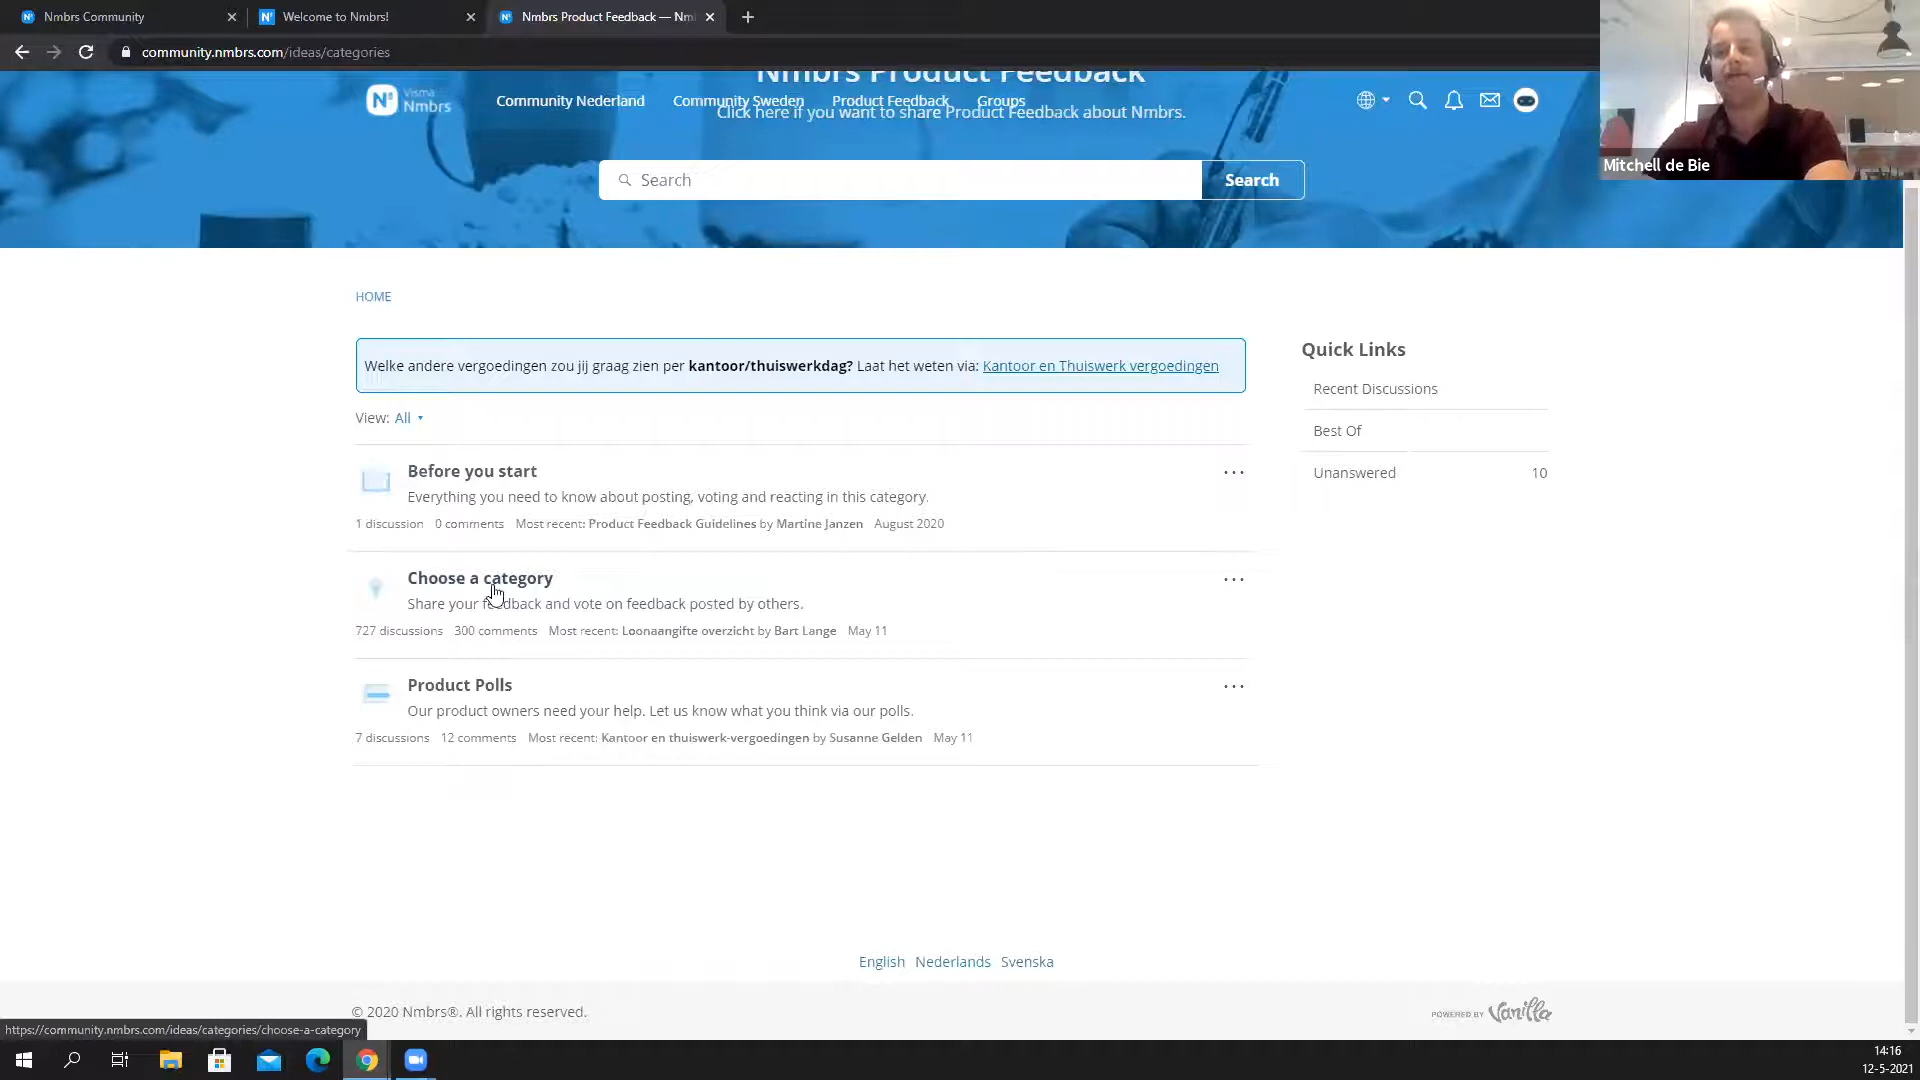 Nmbrs Community
Welcome to Nmbrs!
Nmbrs Product Feedback — Nm
community.nmbrs.com/ideas/categories
Nmbrs Product Feedback
Visma
Nmbrs
Community Nederland
Community Sweden
Product Feedback
Groups
Click here if you want to share Product Feedback about Nmbrs.
Mitchell de Bie
Search
Search
HOME
Welke andere vergoedingen zou jij graag zien per kantoor/thuiswerkdag? Laat het weten via: Kantoor en Thuiswerk vergoedingen
View: All
Before you start
Everything you need to know about posting, voting and reacting in this category.
1 discussion 0 comments Most recent: Product Feedback Guidelines by Martine Janzen August 2020
Choose a category
Share your feedback and vote on feedback posted by others.
727 discussions 300 comments Most recent: Loonaangifte overzicht by Bart Lange May 11
Product Polls
Our product owners need your help. Let us know what you think via our polls.
7 discussions 12 comments Most recent: Kantoor en thuiswerk-vergoedingen by Susanne Gelden May 11
Quick Links
Recent Discussions
Best Of
Unanswered 10
English Nederlands Svenska
© 2020 Nmbrs®. All rights reserved.
POWERED BY Vanilla
https://community.nmbrs.com/ideas/categories/choose-a-category
14:16
12-5-2021